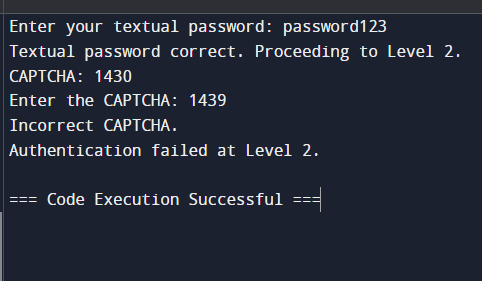 Enter your textual password: password123
Textual password correct. Proceeding to Level 2.
CAPTCHA: 1430
Enter the CAPTCHA: 1439
Incorrect CAPTCHA.
Authentication failed at Level 2.
=== Code Execution Successful ===